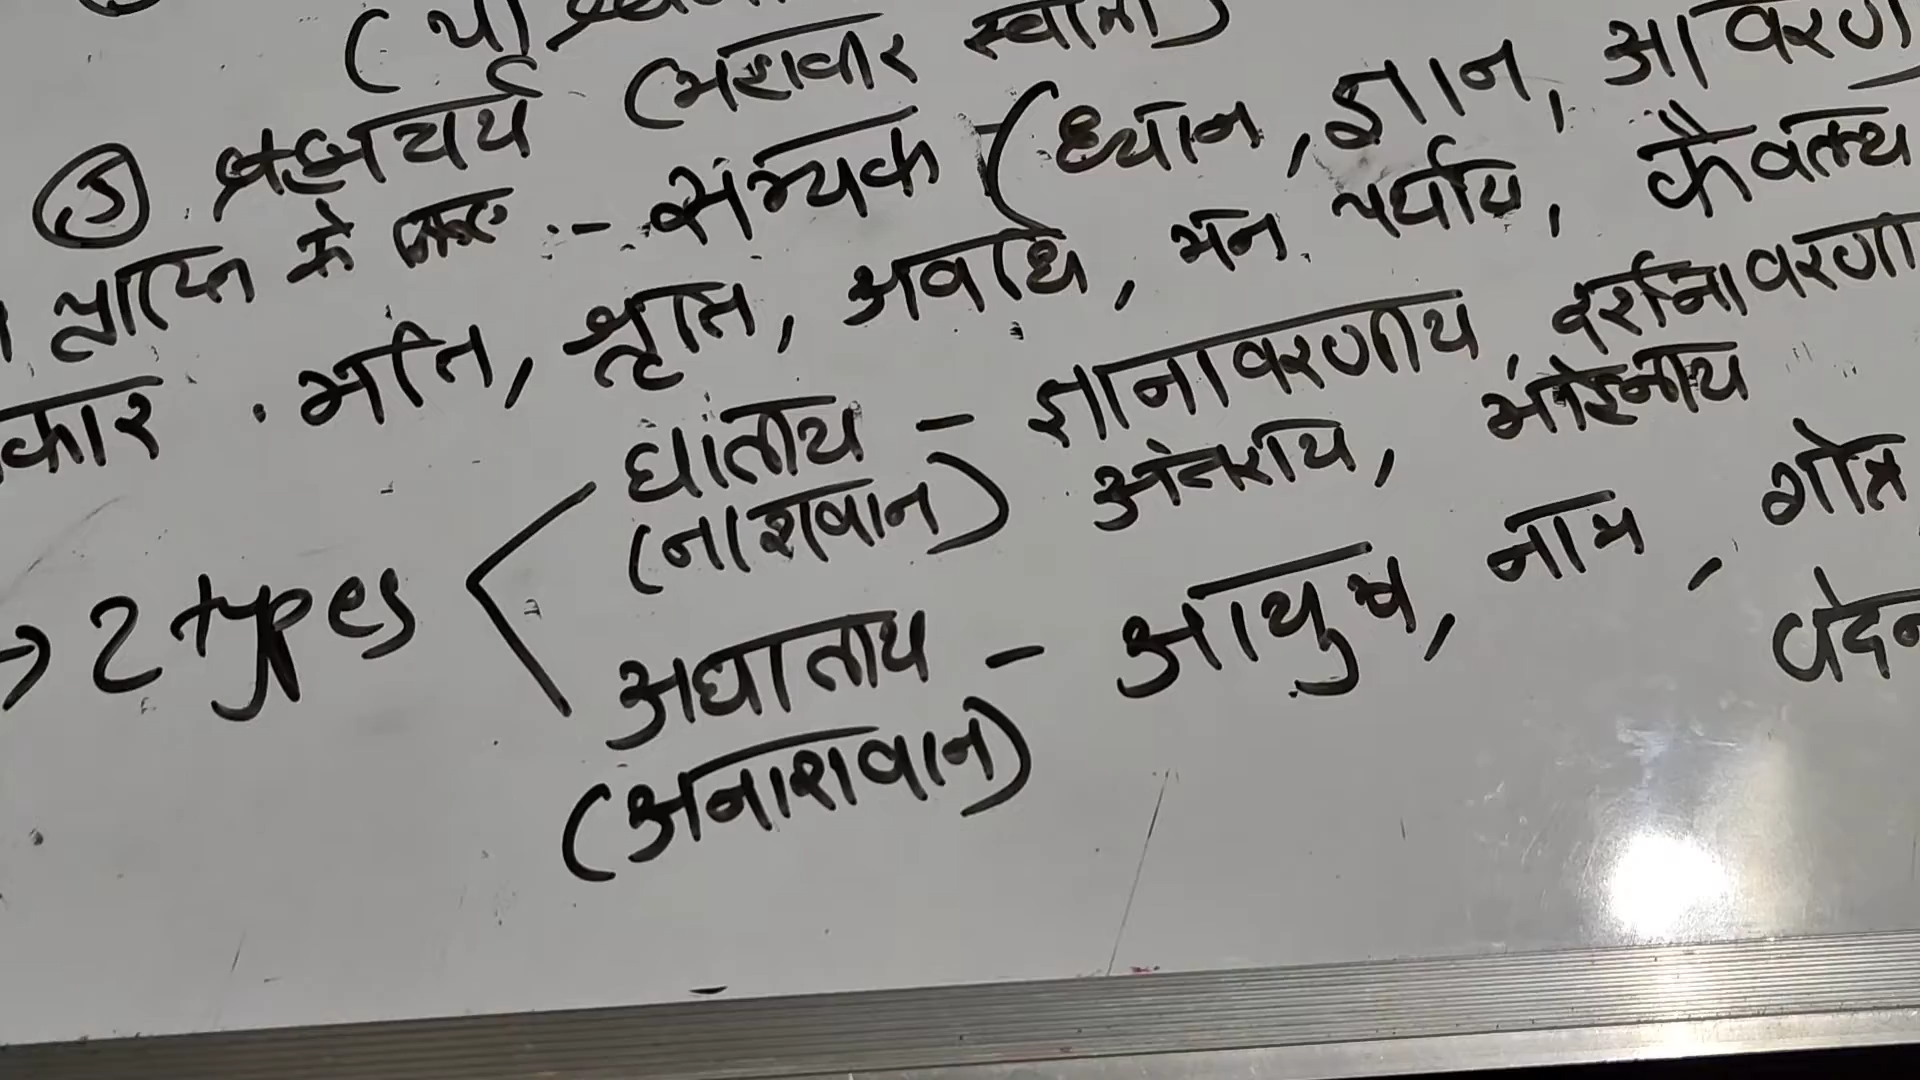 ⑤ ब्रह्मचर्य (महावीर स्वामी)
प्राप्ति के :- सम्यक - (ध्यान, ज्ञान, आवरण
कार . मति, श्रुति, अवधि, मन पर्याय, कैवल्य
→ 2 types
घातीय - ज्ञानावरणीय, दर्शनावरणी
(नाशवान) अंतराय, मोहनीय
अघातीय - आयुष, नाम, गोत्र
(अनाशवान) वेदन